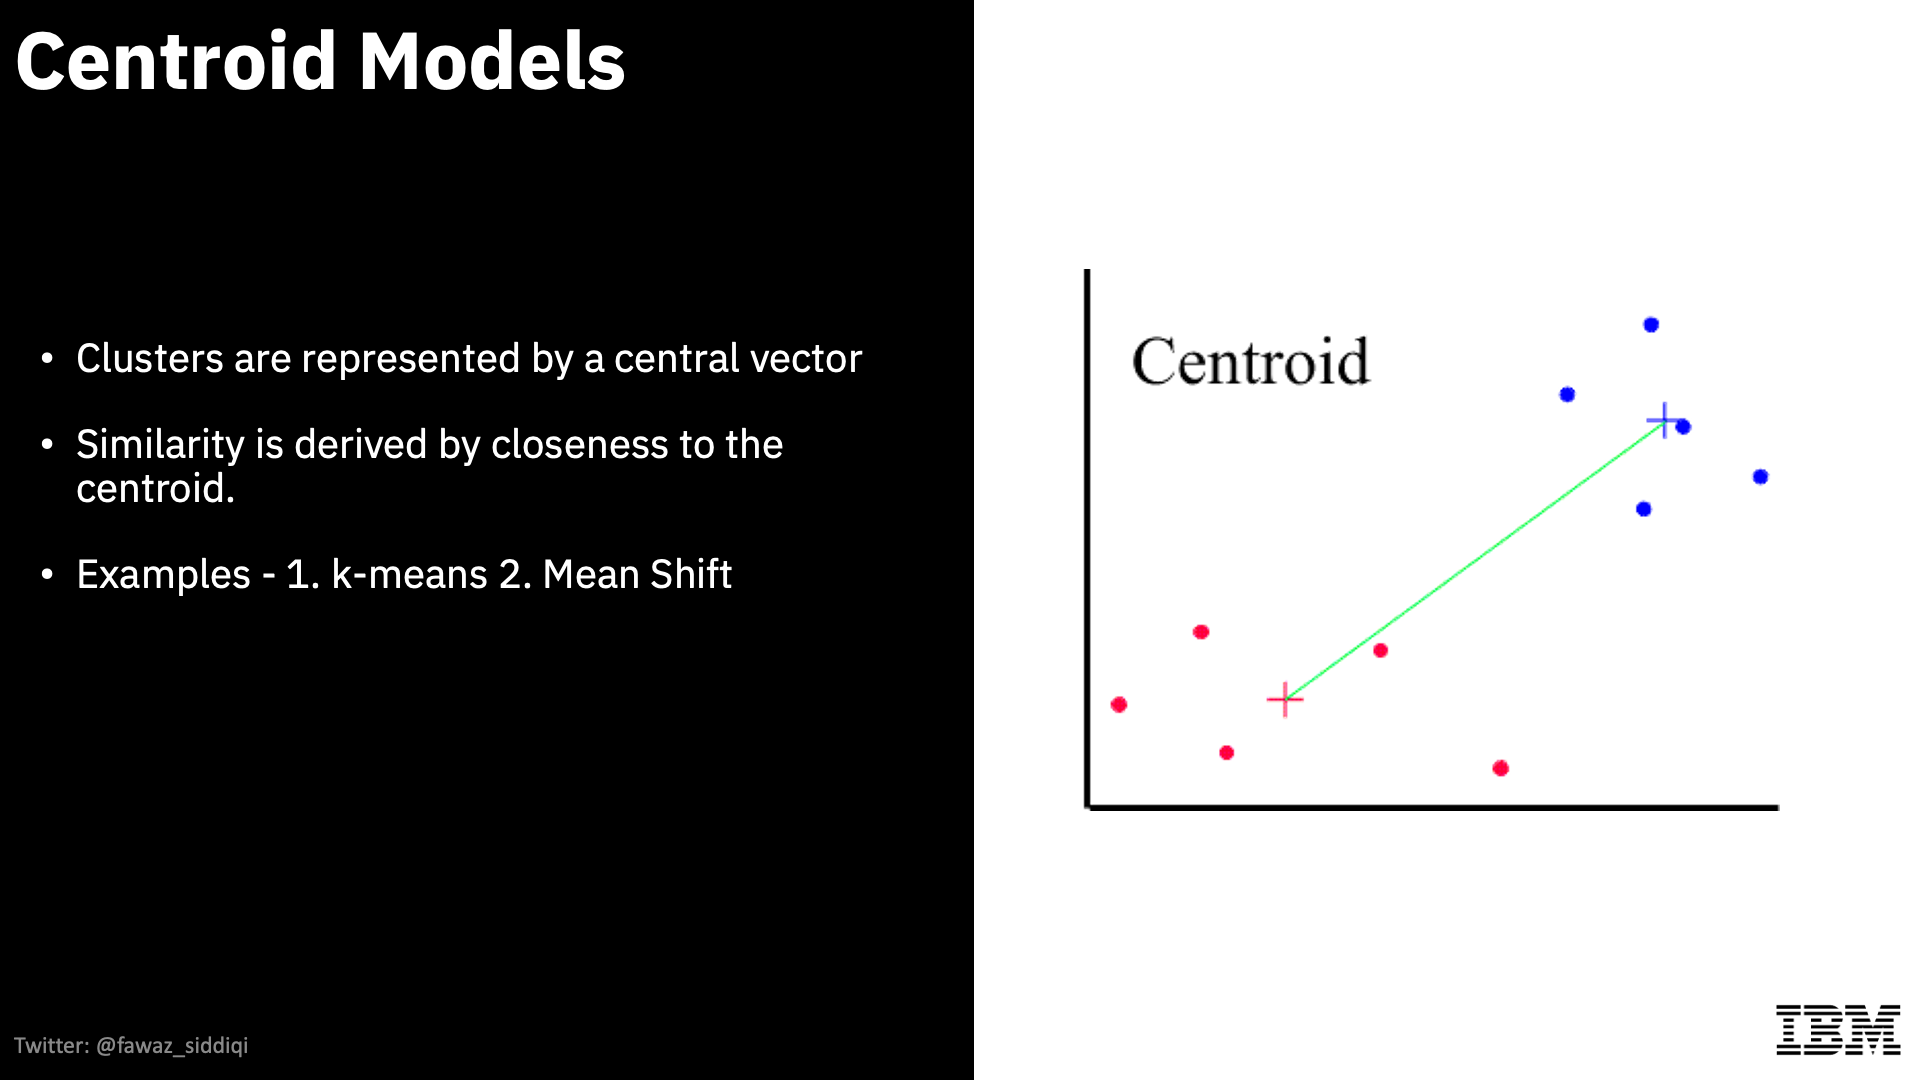 Centroid Models
• Clusters are represented by a central vector
• Similarity is derived by closeness to the
centroid.
• Examples - 1. k-means 2. Mean Shift
Twitter: @fawaz_siddiqi
Centroid
IBM